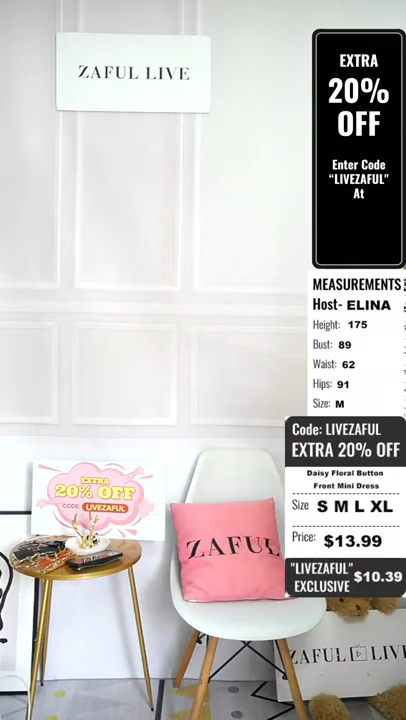 ZAFUL LIVE
EXTRA
20%
OFF
Enter Code
"LIVEZAFUL"
At
MEASUREMENTS
Host- ELINA
Height: 175
Bust: 89
Waist: 62
Hips: 91
Size: M
Code: LIVEZAFUL
EXTRA 20% OFF
Daisy Floral Button
Front Mini Dress
Size S M L XL
Price: $13.99
"LIVEZAFUL"
EXCLUSIVE $10.39
EXTRA
20% OFF
CODE: LIVEZAFUL
ZAFUL
ZAFUL LIVE